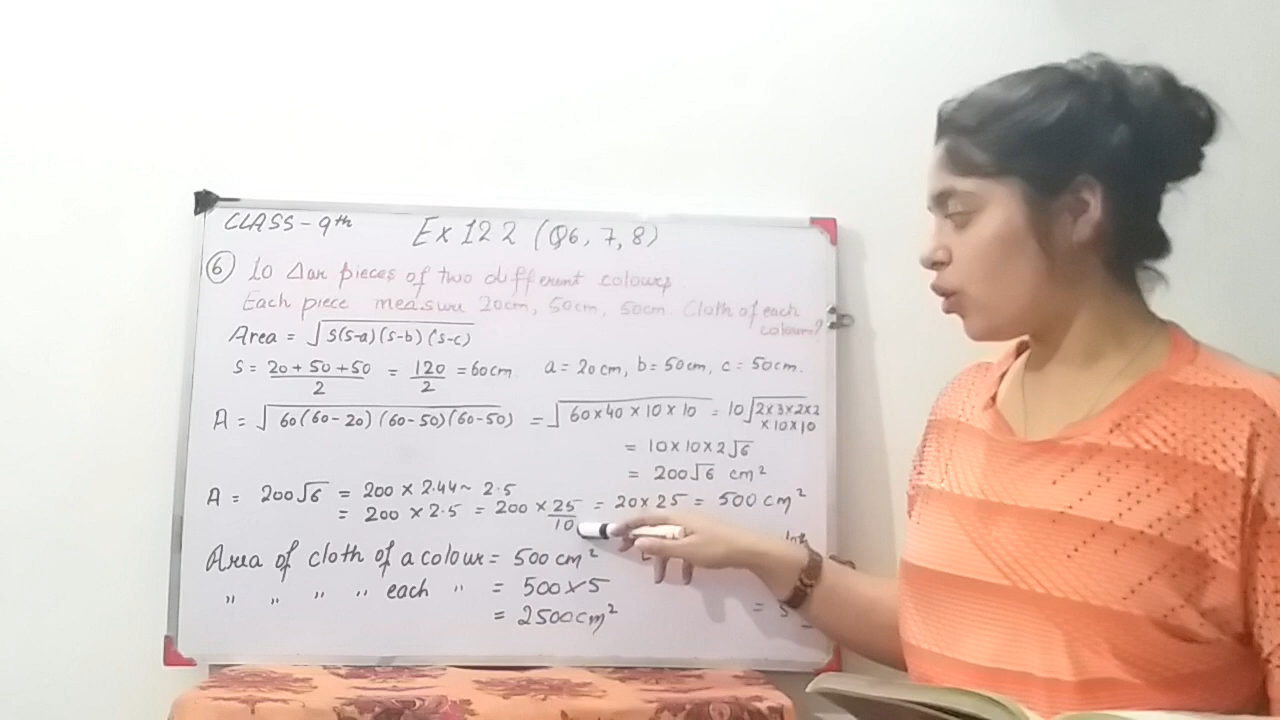 CLASS - 9th
Ex 12 2 (Q6, 7, 8)
⑥ 10 Δar pieces of two different colours
Each piece measure 20cm, 50cm, 50cm. Cloth of each
colour?
Area = √S(s-a)(s-b)(s-c)
S = 20 + 50 + 50 / 2 = 120 / 2 = 60cm a = 20cm, b = 50cm, c = 50cm.
A = √60(60-20)(60-50)(60-50) = √60×40×10×10 = 10√2×3×2×2
×10×10
= 10×10×2√6
= 200√6 cm²
A = 200√6 = 200 × 2.44 ~ 2.5
= 200 × 2.5 = 200 × 25 / 10 = 20×25 = 500 cm²
Area of cloth of a colour = 500 cm²
" " " " each " = 500×5
= 2500cm²